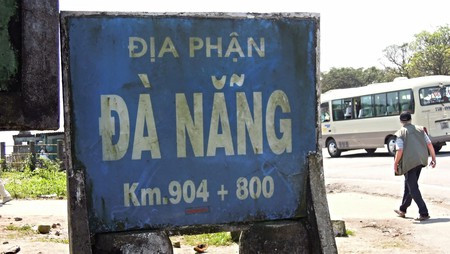 ĐỊA PHẬN
ĐÀ NẴNG
Km.904 + 800